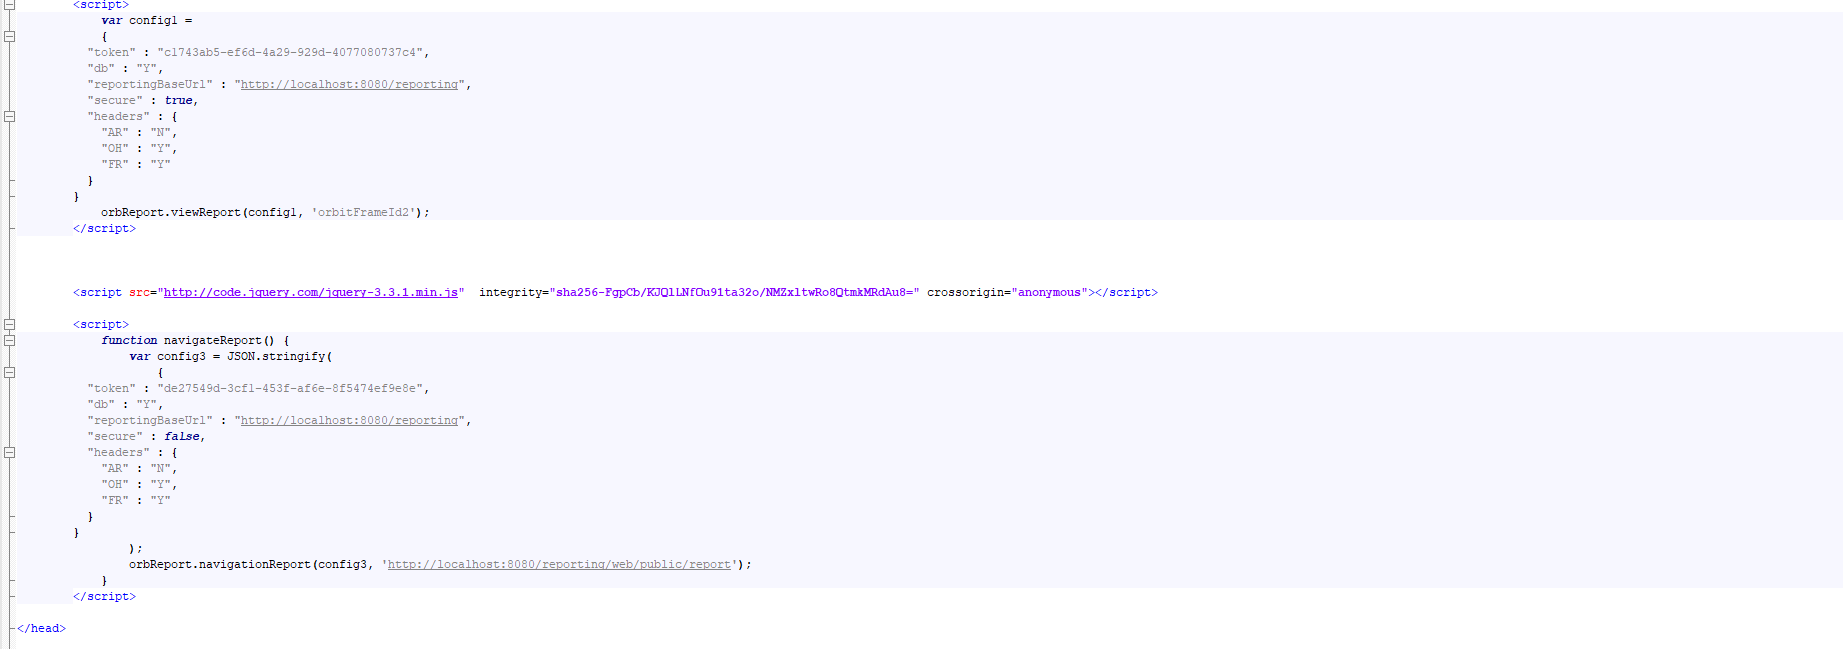 <script>
var config1 =
{
"token" : "c1743ab5-ef6d-4a29-929d-4077080737c4",
"db" : "Y",
"reportingBaseUrl" : "http://localhost:8080/reporting",
"secure" : true,
"headers" : {
"AR" : "N",
"OH" : "Y",
"FR" : "Y"
}
}
orbReport.viewReport(config1, 'orbitFrameId2');
</script>
<script src="http://code.jquery.com/jquery-3.3.1.min.js"  integrity="sha256-FgpCb/KJQlLNfOu91ta32o/NMZxltwRo8QtmkMRdAu8=" crossorigin="anonymous"></script>
<script>
function navigateReport() {
var config3 = JSON.stringify(
{
"token" : "de27549d-3cf1-453f-af6e-8f5474ef9e8e",
"db" : "Y",
"reportingBaseUrl" : "http://localhost:8080/reporting",
"secure" : false,
"headers" : {
"AR" : "N",
"OH" : "Y",
"FR" : "Y"
}
}
);
orbReport.navigationReport(config3, 'http://localhost:8080/reporting/web/public/report');
}
</script>
</head>